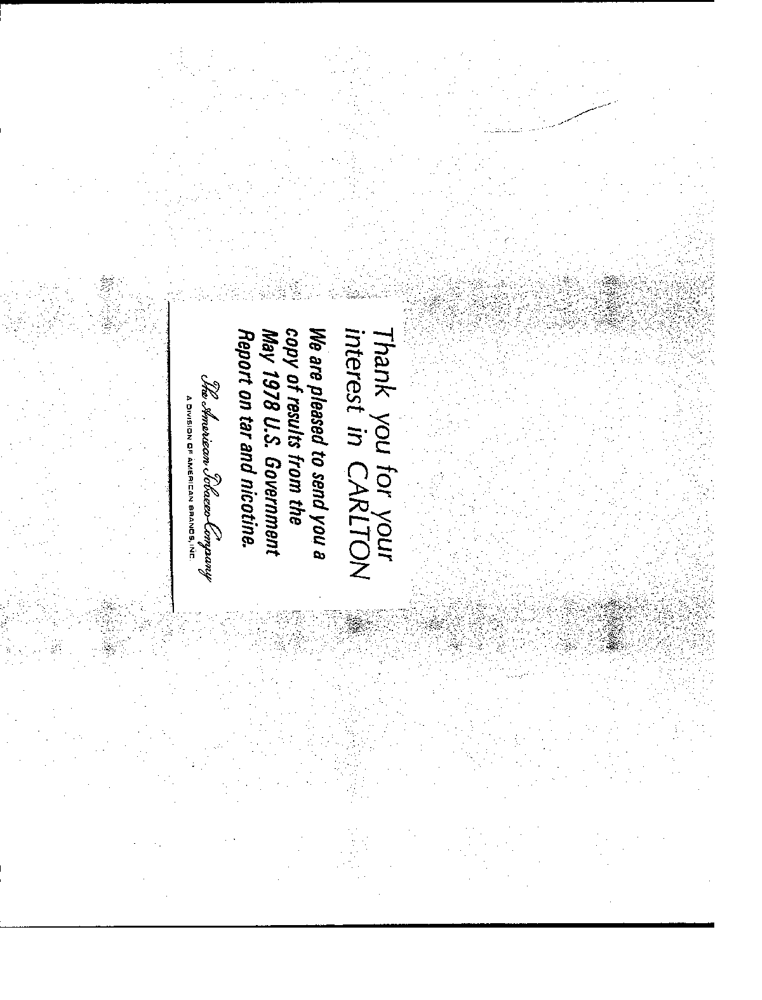 Thank you for your
interest in CARLTON
We are pleased to send you a
copy of results from the
May 1978 U.S. Government
Report on tar and nicotine.
The American Tobacco Company
A DIVISION OF AMERICAN BRANDS, INC.